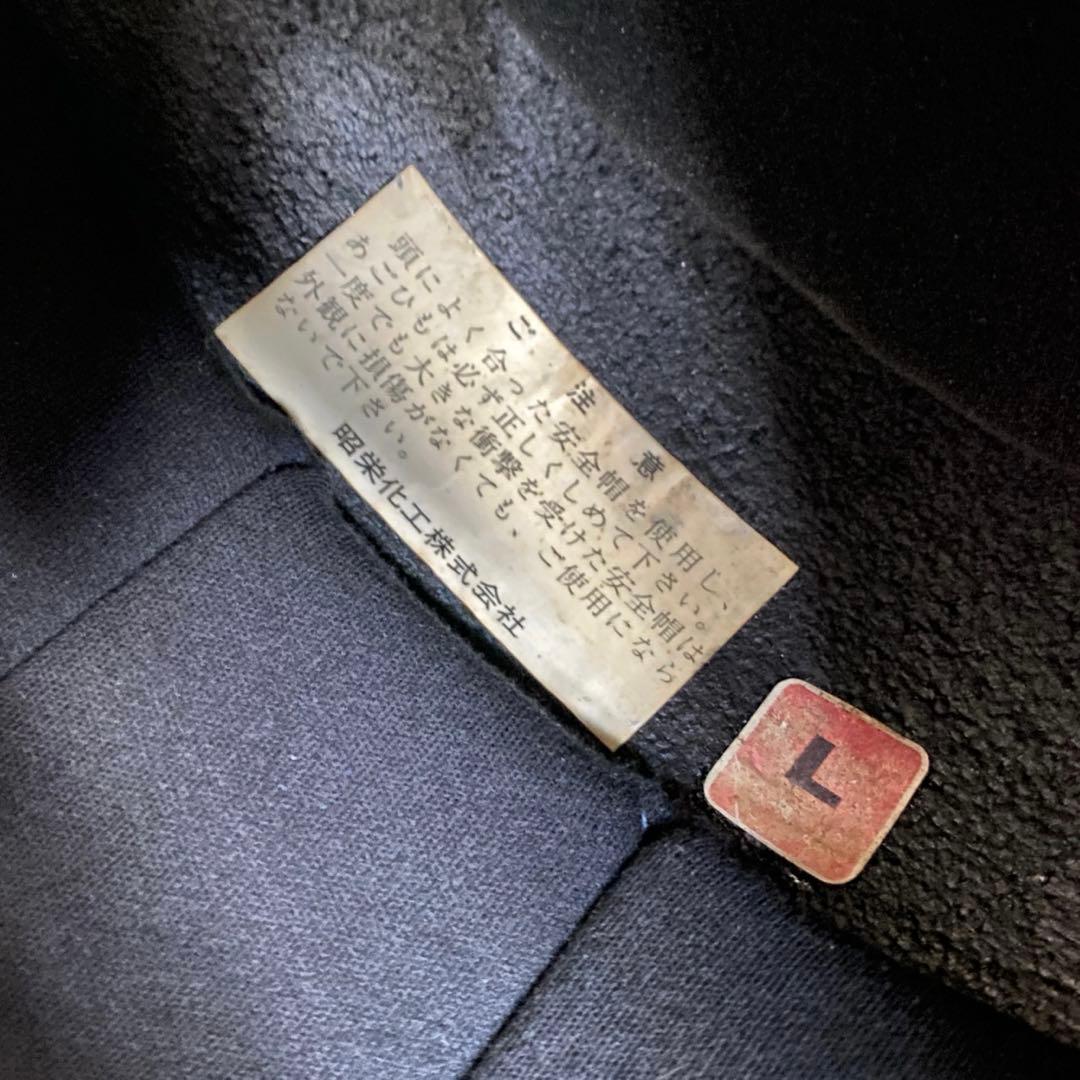 ご注意
頭によく合った安全帽を使用し、
あごひもは必ず正しくしめて下さい。
一度でも大きな衝撃を受けた安全帽は
外観に損傷がなくても、ご使用になら
ないで下さい。
昭栄化工株式会社
L